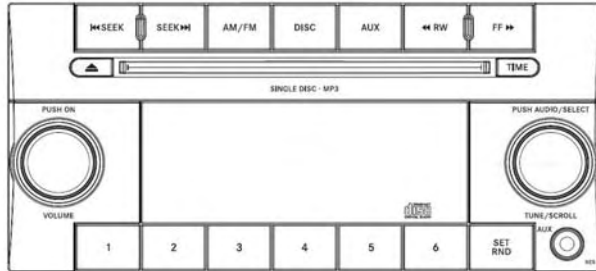 ⏮SEEK SEEK⏭ AM/FM DISC AUX ◀◀ RW FF ▶▶
TIME
SINGLE DISC · MP3
PUSH ON PUSH AUDIO/SELECT
disc
VOLUME TUNE/SCROLL
1 2 3 4 5 6 SET RND AUX